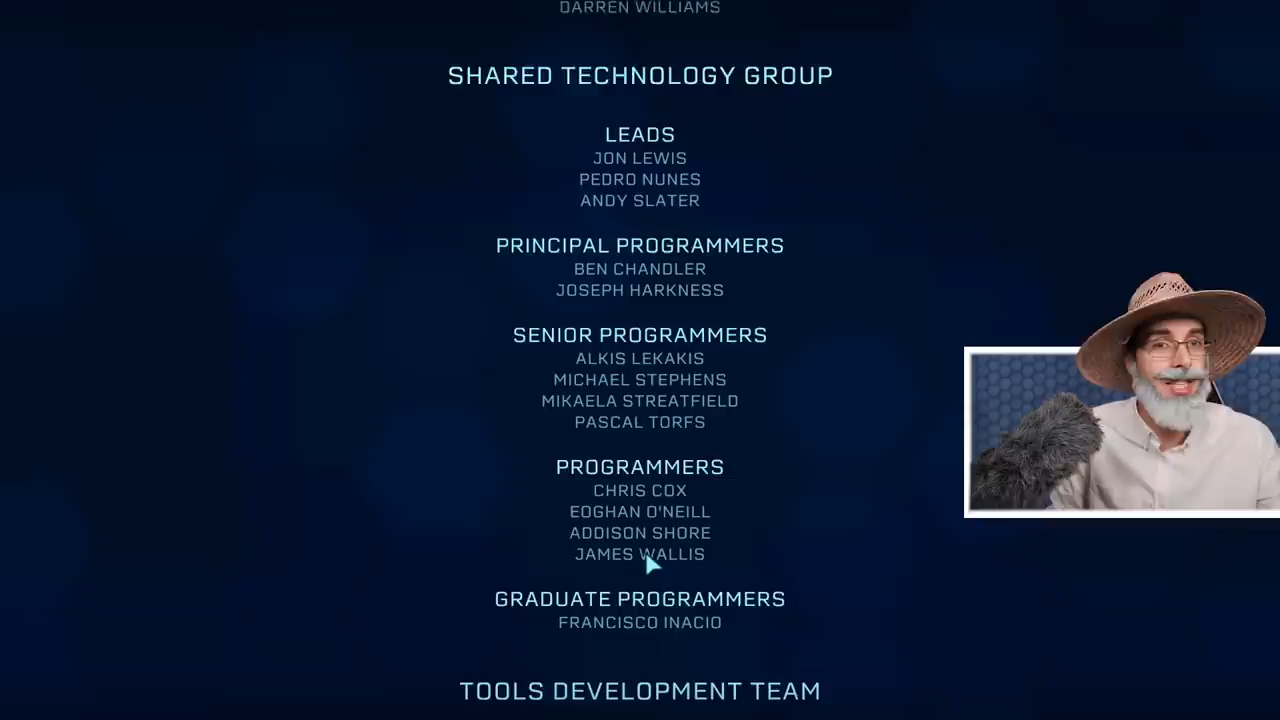 DARREN WILLIAMS
SHARED TECHNOLOGY GROUP
LEADS
JON LEWIS
PEDRO NUNES
ANDY SLATER
PRINCIPAL PROGRAMMERS
BEN CHANDLER
JOSEPH HARKNESS
SENIOR PROGRAMMERS
ALKIS LEKAKIS
MICHAEL STEPHENS
MIKAELA STREATFIELD
PASCAL TORFS
PROGRAMMERS
CHRIS COX
EOGHAN O'NEILL
ADDISON SHORE
JAMES WALLIS
GRADUATE PROGRAMMERS
FRANCISCO INACIO
TOOLS DEVELOPMENT TEAM